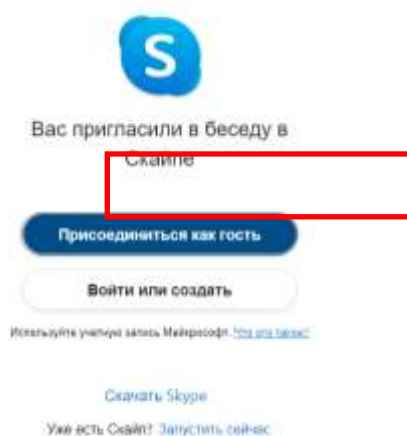 S
Вас пригласили в беседу в
Скайпе
Присоединиться как гость
Войти или создать
Используйте учетную запись Майкрософт. Что это такое?
Скачать Skype
Уже есть Скайп? Запустить сейчас